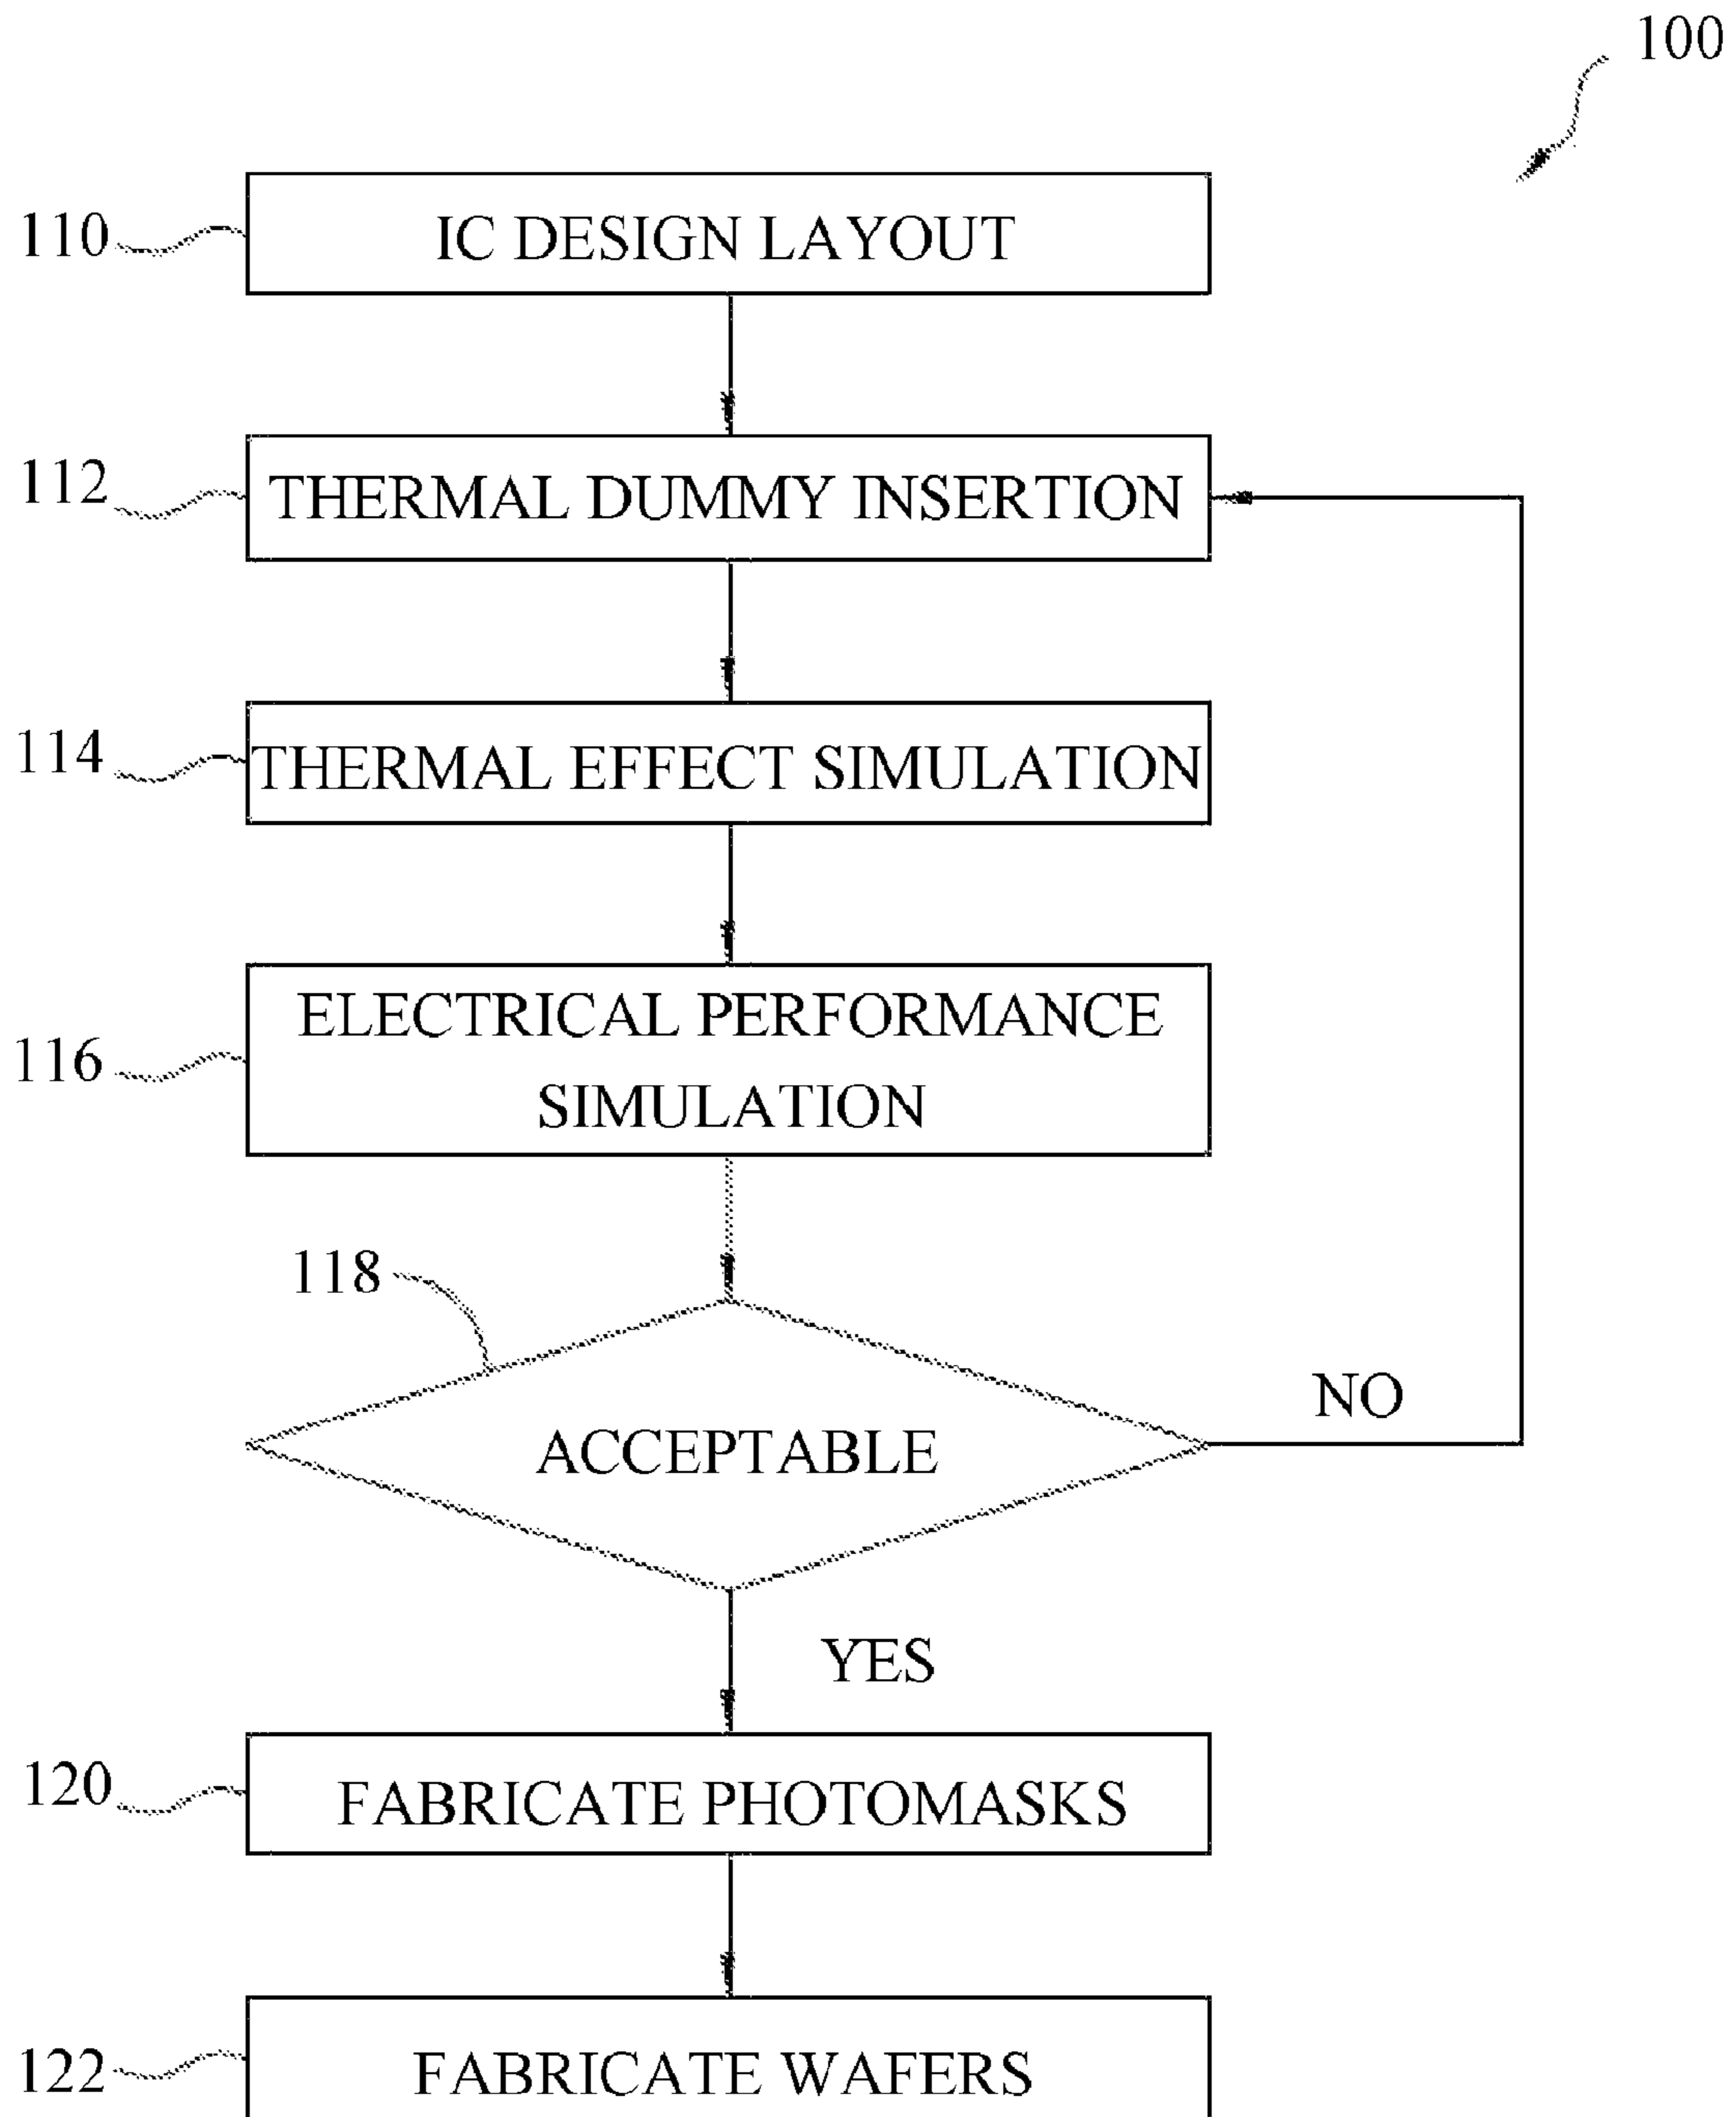 100
110
IC DESIGN LAYOUT
112
THERMAL DUMMY INSERTION
114
THERMAL EFFECT SIMULATION
116
ELECTRICAL PERFORMANCE
SIMULATION
118
ACCEPTABLE
NO
YES
120
FABRICATE PHOTOMASKS
122
FABRICATE WAFERS